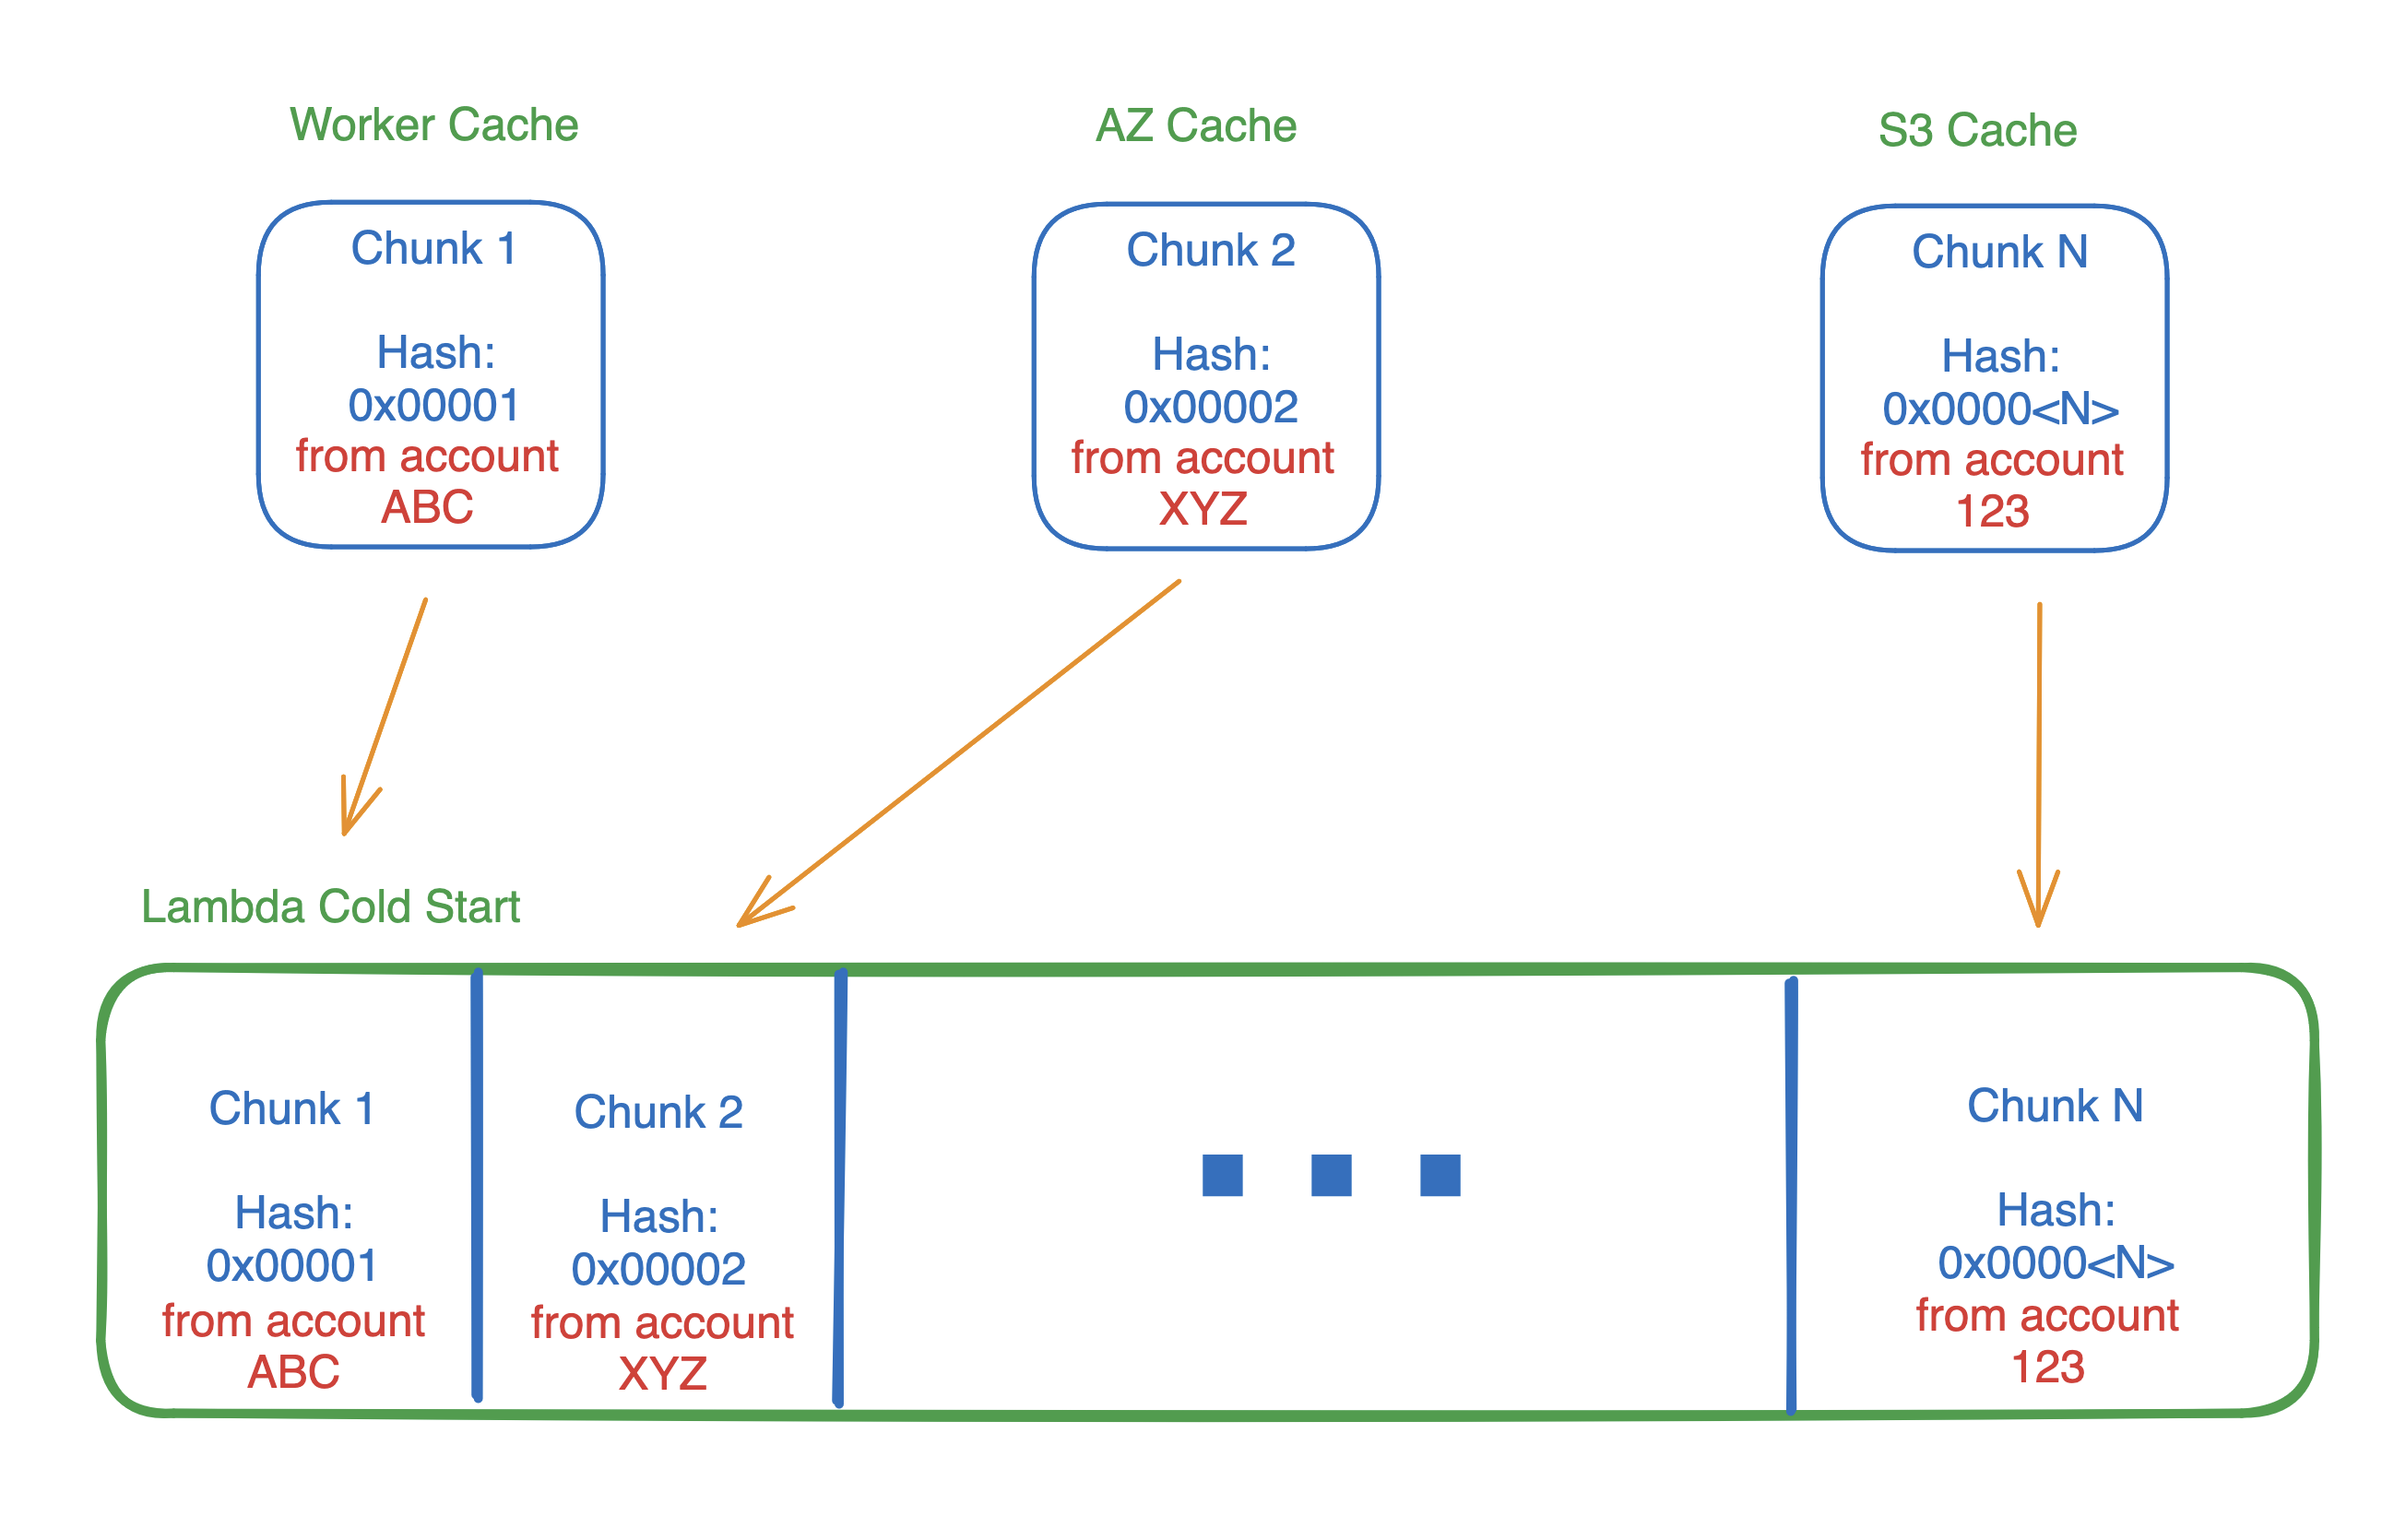 Worker Cache
Chunk 1
Hash:
0x00001
from account
ABC
AZ Cache
Chunk 2
Hash:
0x00002
from account
XYZ
S3 Cache
Chunk N
Hash:
0x0000<N>
from account
123
Lambda Cold Start
Chunk 1
Hash:
0x00001
from account
ABC
Chunk 2
Hash:
0x00002
from account
XYZ
Chunk N
Hash:
0x0000<N>
from account
123